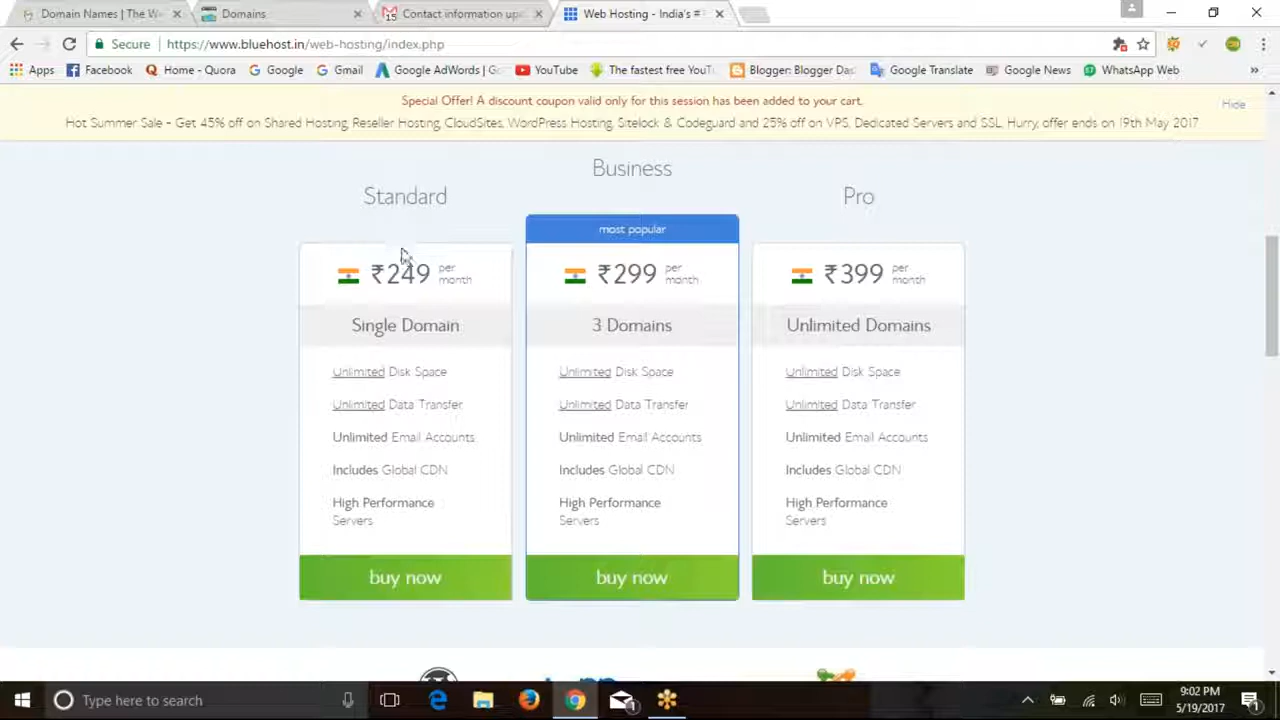 Domain Names | The W
Domains
15
Contact information up
Web Hosting - India's #
Secure
https://www.bluehost.in/web-hosting/index.php
Apps
Facebook
Home - Quora
Google
Gmail
Google AdWords | Go
YouTube
The fastest free YouT
Blogger: Blogger Das
Google Translate
Google News
WhatsApp Web
»
Special Offer! A discount coupon valid only for this session has been added to your cart.
Hide
Hot Summer Sale - Get 45% off on Shared Hosting, Reseller Hosting, CloudSites, WordPress Hosting, Sitelock & Codeguard and 25% off on VPS, Dedicated Servers and SSL, Hurry, offer ends on 19th May 2017
Standard
₹249 per month
Single Domain
Unlimited Disk Space
Unlimited Data Transfer
Unlimited Email Accounts
Includes Global CDN
High Performance
Servers
buy now
Business
most popular
₹299 per month
3 Domains
Unlimited Disk Space
Unlimited Data Transfer
Unlimited Email Accounts
Includes Global CDN
High Performance
Servers
buy now
Pro
₹399 per month
Unlimited Domains
Unlimited Disk Space
Unlimited Data Transfer
Unlimited Email Accounts
Includes Global CDN
High Performance
Servers
buy now
Type here to search
1
9:02 PM
5/19/2017
1